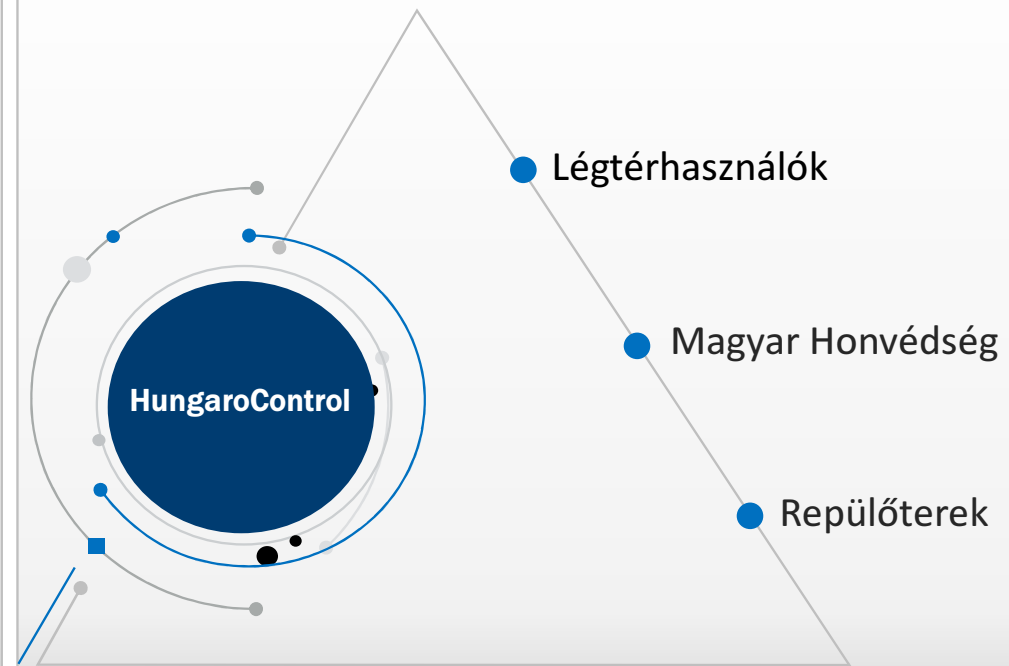 Légtérhasználók
Magyar Honvédség
HungaroControl
Repülőterek